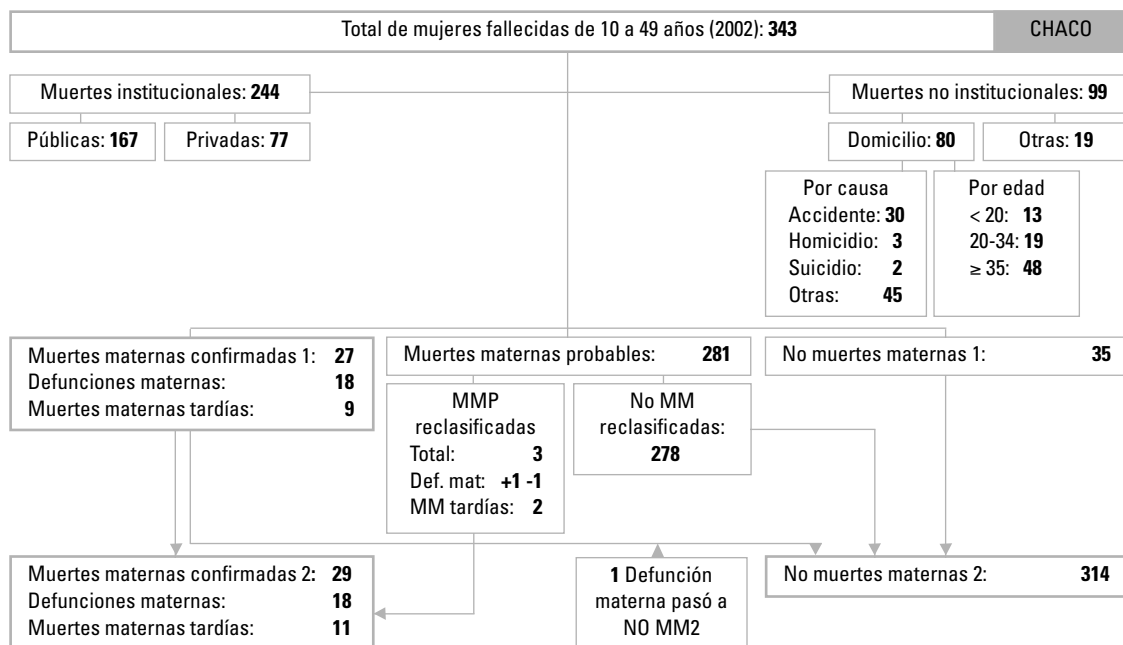 Total de mujeres fallecidas de 10 a 49 años (2002): 343
CHACO
Muertes institucionales: 244
Muertes no institucionales: 99
Públicas: 167
Privadas: 77
Domicilio: 80
Otras: 19
Por causa
Accidente: 30
Homicidio: 3
Suicidio: 2
Otras: 45
Por edad
< 20: 13
20-34: 19
≥ 35: 48
Muertes maternas confirmadas 1: 27
Defunciones maternas: 18
Muertes maternas tardías: 9
Muertes maternas probables: 281
No muertes maternas 1: 35
MMP
reclasificadas
Total: 3
Def. mat: +1 -1
MM tardías: 2
No MM
reclasificadas:
278
Muertes maternas confirmadas 2: 29
Defunciones maternas: 18
Muertes maternas tardías: 11
1 Defunción
materna pasó a
NO MM2
No muertes maternas 2: 314